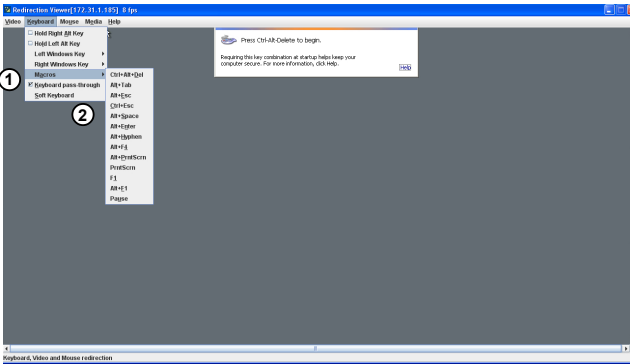 Redirection Viewer[172.31.1.185] 8 fps
Video Keyboard Mouse Media Help
Hold Right Alt Key
Hold Left Alt Key
Left Windows Key
Right Windows Key
Macros
Keyboard pass-through
Soft Keyboard
1
2
Ctrl+Alt+Del
Alt+Tab
Alt+Esc
Ctrl+Esc
Alt+Space
Alt+Enter
Alt+Hyphen
Alt+F4
Alt+PrntScrn
PrntScrn
F1
Alt+F1
Pause
Press Ctrl-Alt-Delete to begin.
Requiring this key combination at startup helps keep your
computer secure. For more information, click Help.
Help
Keyboard, Video and Mouse redirection